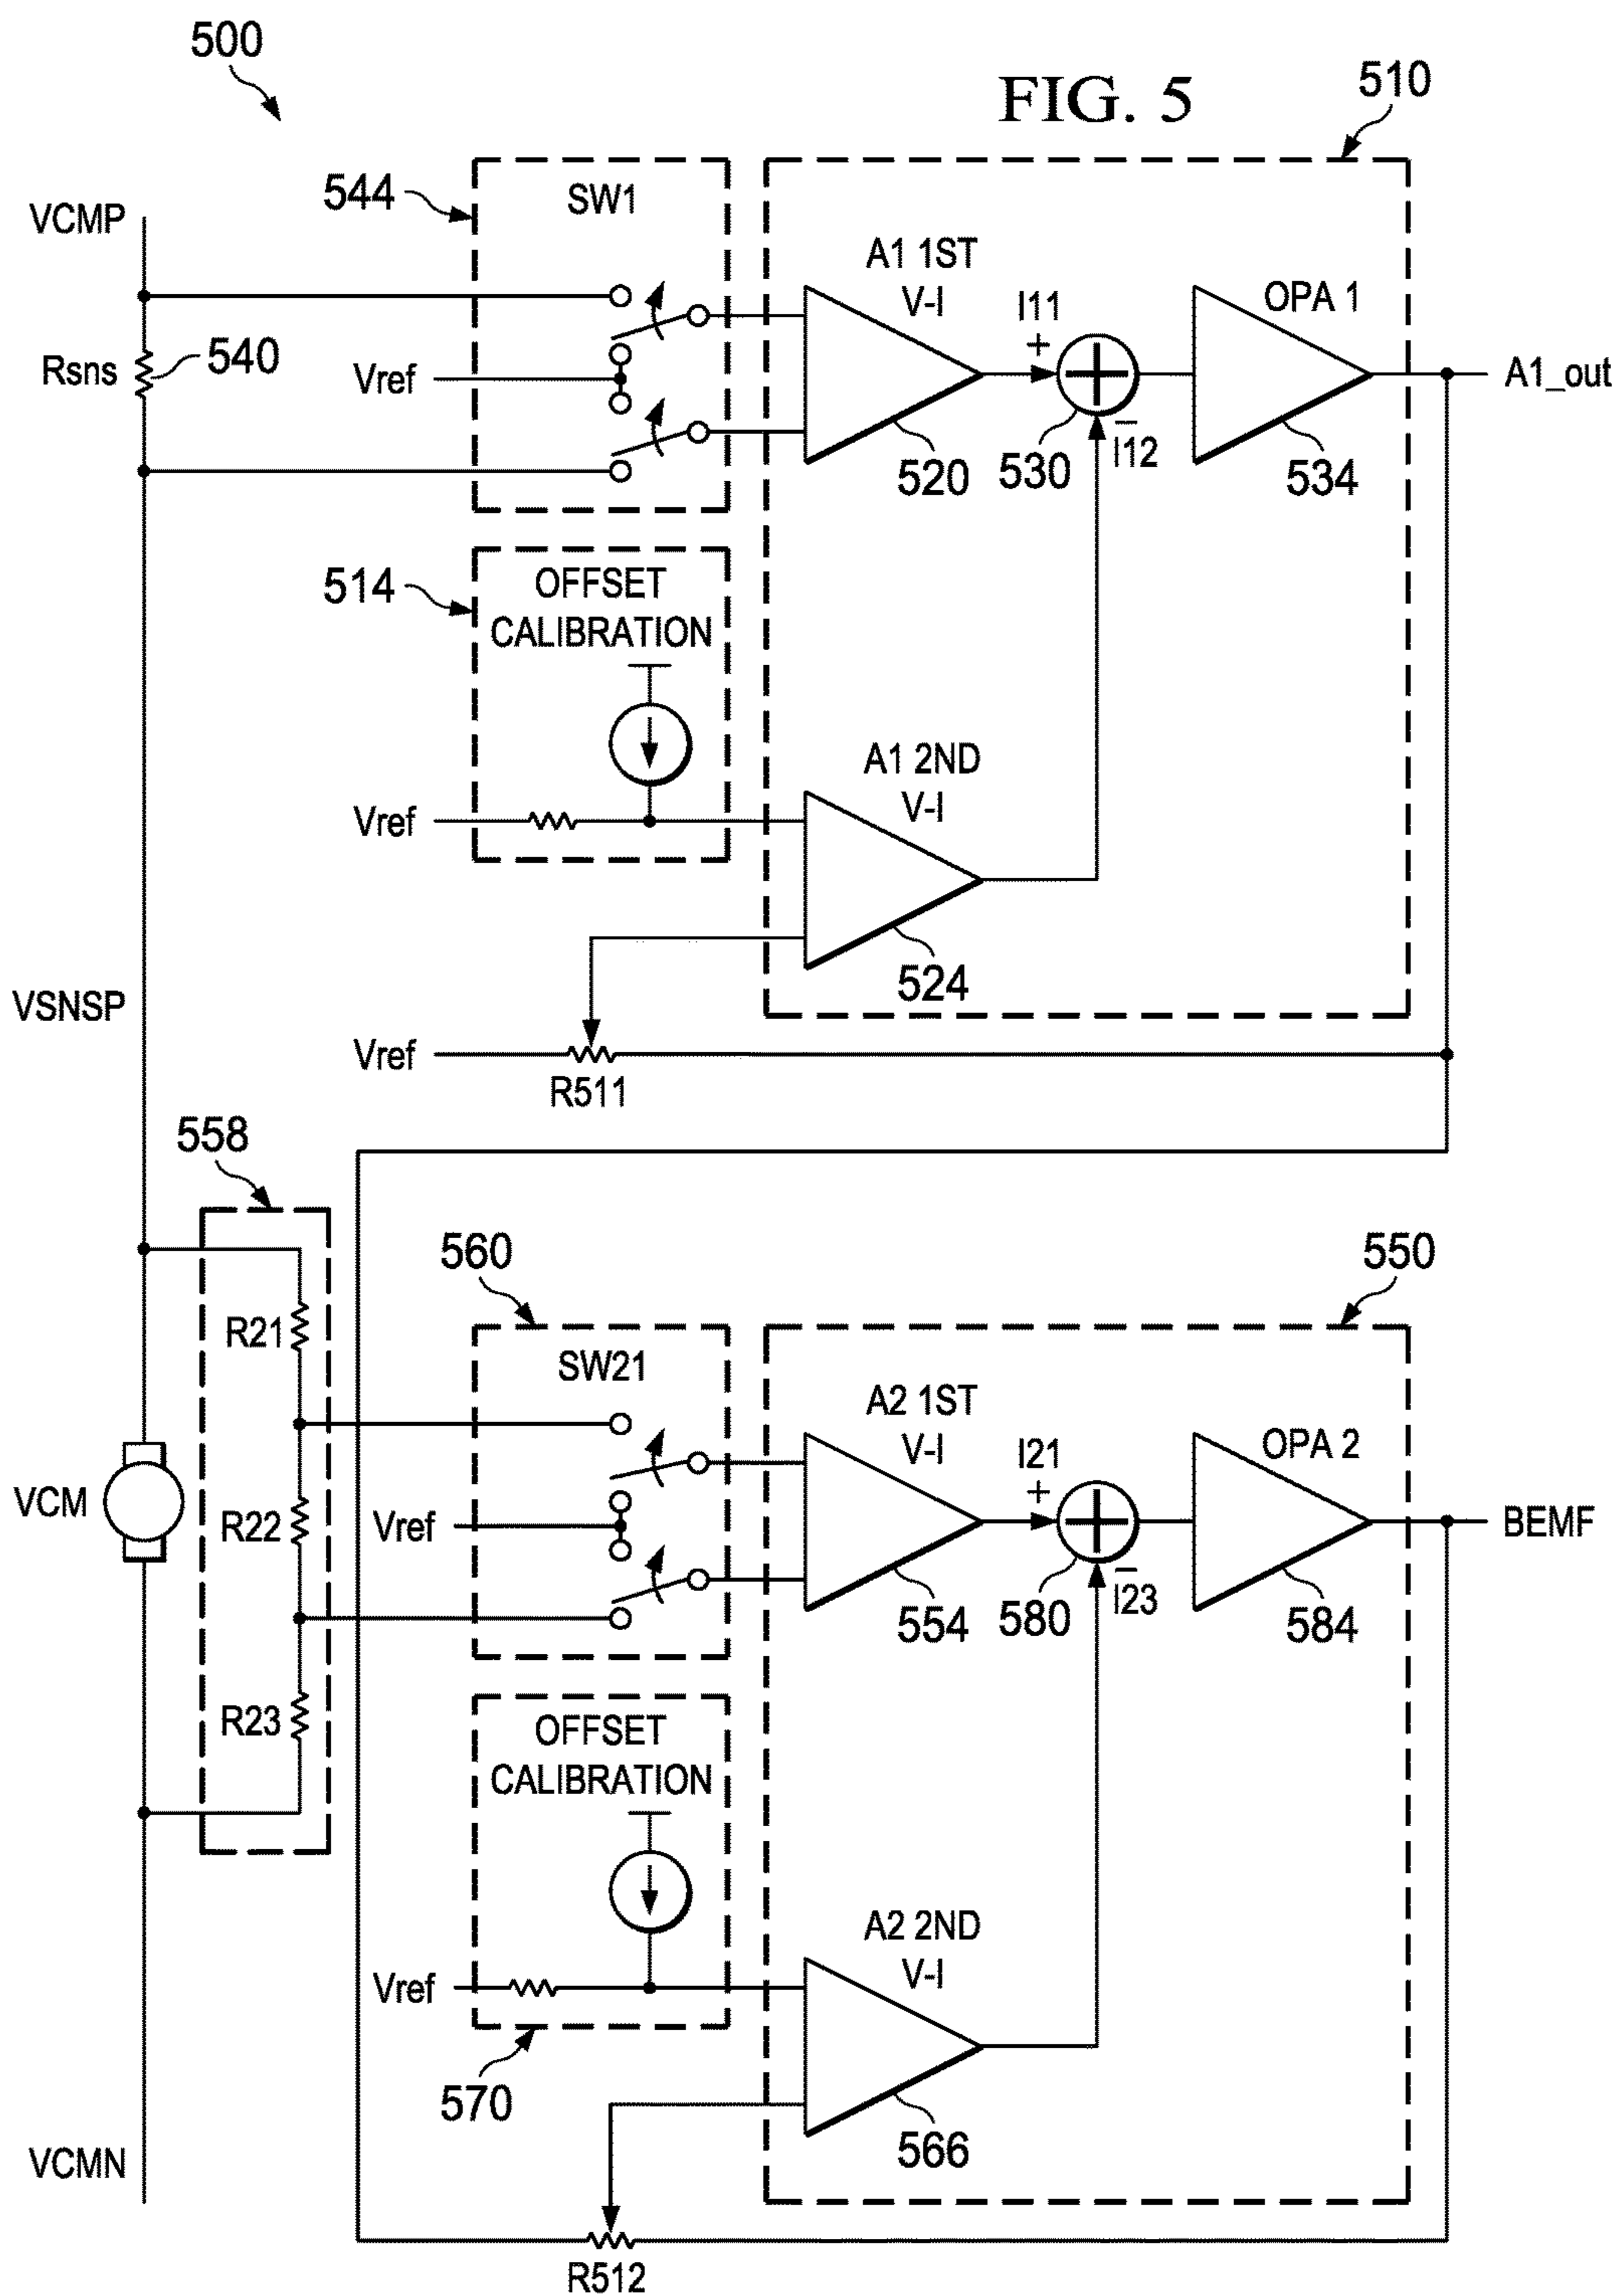 500
FIG. 5
510
544
SW1
VCMP
A1 1ST
V-I
I11
+
OPA 1
Rsns
540
Vref
A1_out
520
530
–
I12
534
514
OFFSET
CALIBRATION
A1 2ND
V-I
Vref
524
VSNSP
Vref
R511
558
560
550
R21
SW21
A2 1ST
V-I
I21
+
OPA 2
VCM
R22
Vref
BEMF
554
580
–
I23
584
R23
OFFSET
CALIBRATION
A2 2ND
V-I
Vref
570
566
VCMN
R512